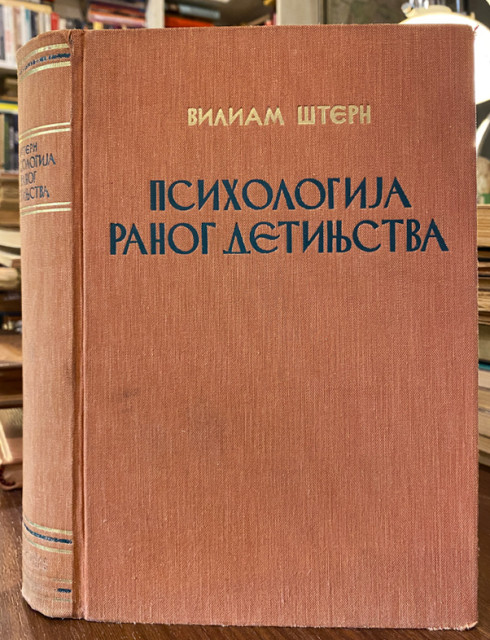 ВИЛИАМ ШТЕРН
ПСИХОЛОГИЈА
РАНОГ ДЕТИЊСТВА